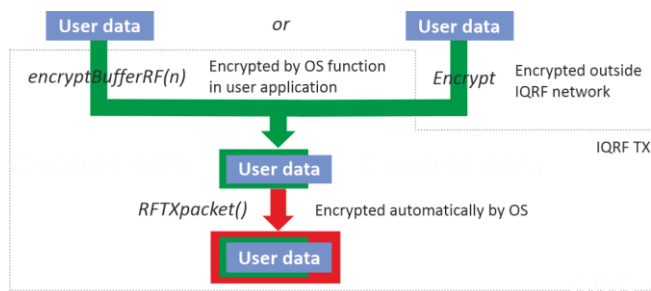 User data
or
User data
encryptBufferRF(n)
Encrypted by OS function
in user application
Encrypt
Encrypted outside
IQRF network
IQRF TX
User data
RFTXpacket()
Encrypted automatically by OS
User data